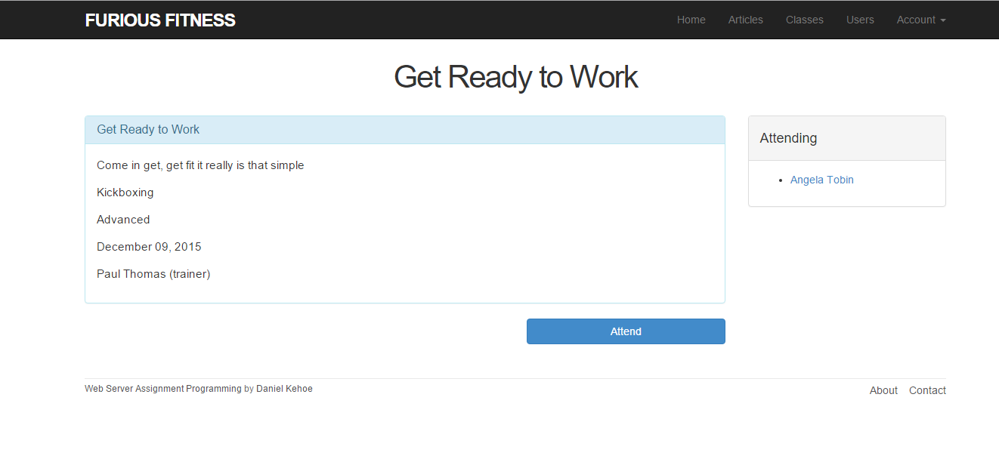 FURIOUS FITNESS
Home Articles Classes Users Account
Get Ready to Work
Get Ready to Work
Come in get, get fit it really is that simple
Kickboxing
Advanced
December 09, 2015
Paul Thomas (trainer)
Attend
Attending
Angela Tobin
Web Server Assignment Programming by Daniel Kehoe
About Contact